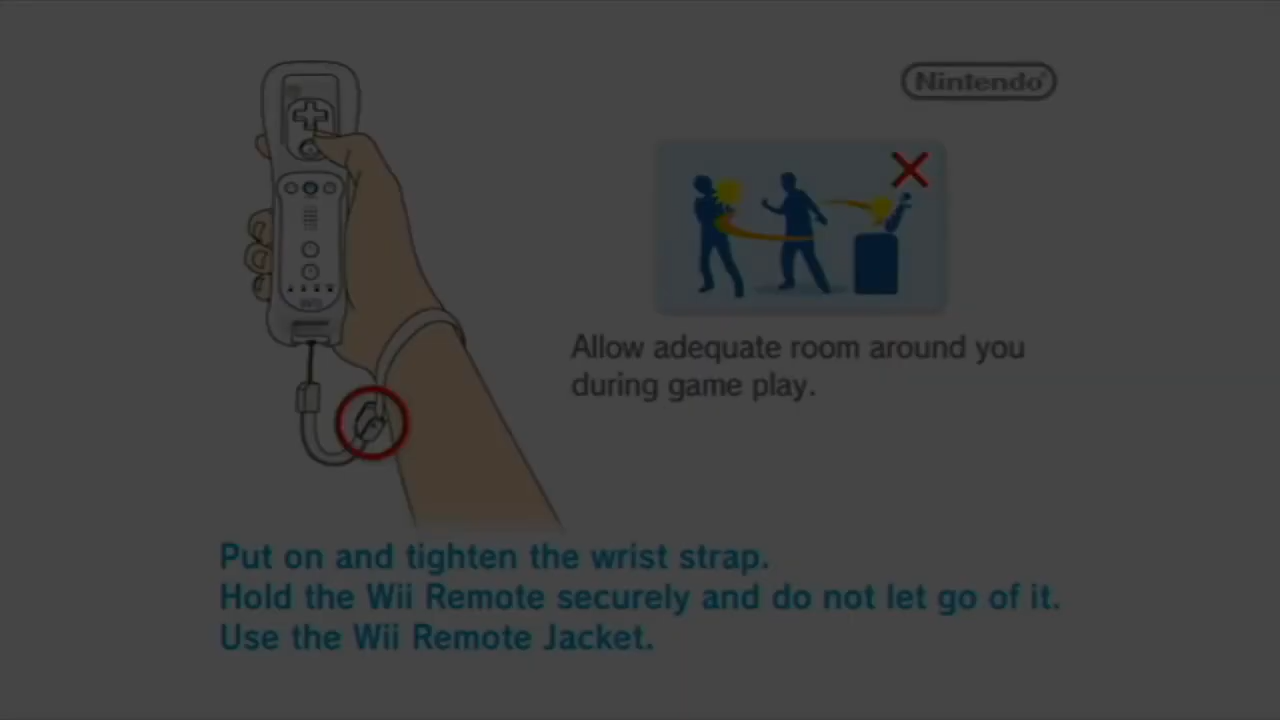 Nintendo
Allow adequate room around you
during game play.
Put on and tighten the wrist strap.
Hold the Wii Remote securely and do not let go of it.
Use the Wii Remote Jacket.